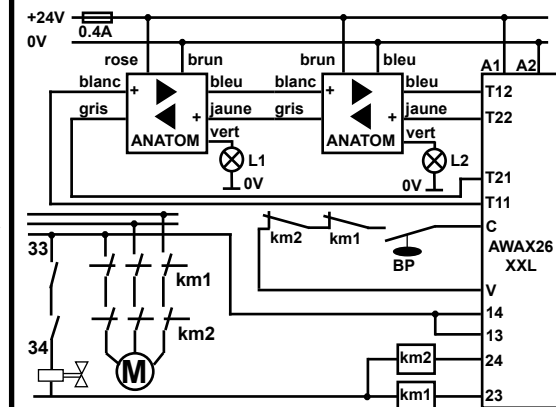 +24V
0.4A
0V
A1 A2
rose brun brun bleu
blanc bleu blanc bleu T12
+ +
gris jaune gris jaune T22
+ +
ANATOM vert ANATOM vert
L1 L2
0V 0V
T21
T11
C
km2 km1
BP
AWAX26
XXL
V
33
km1
14
km2
13
34
km2 24
M
km1 23